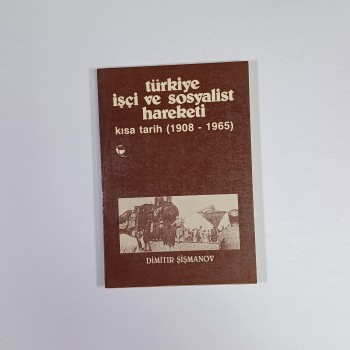 türkiye
işçi ve sosyalist
hareketi
kısa tarih (1908 - 1965)
DİMİTIR ŞİŞMANOV